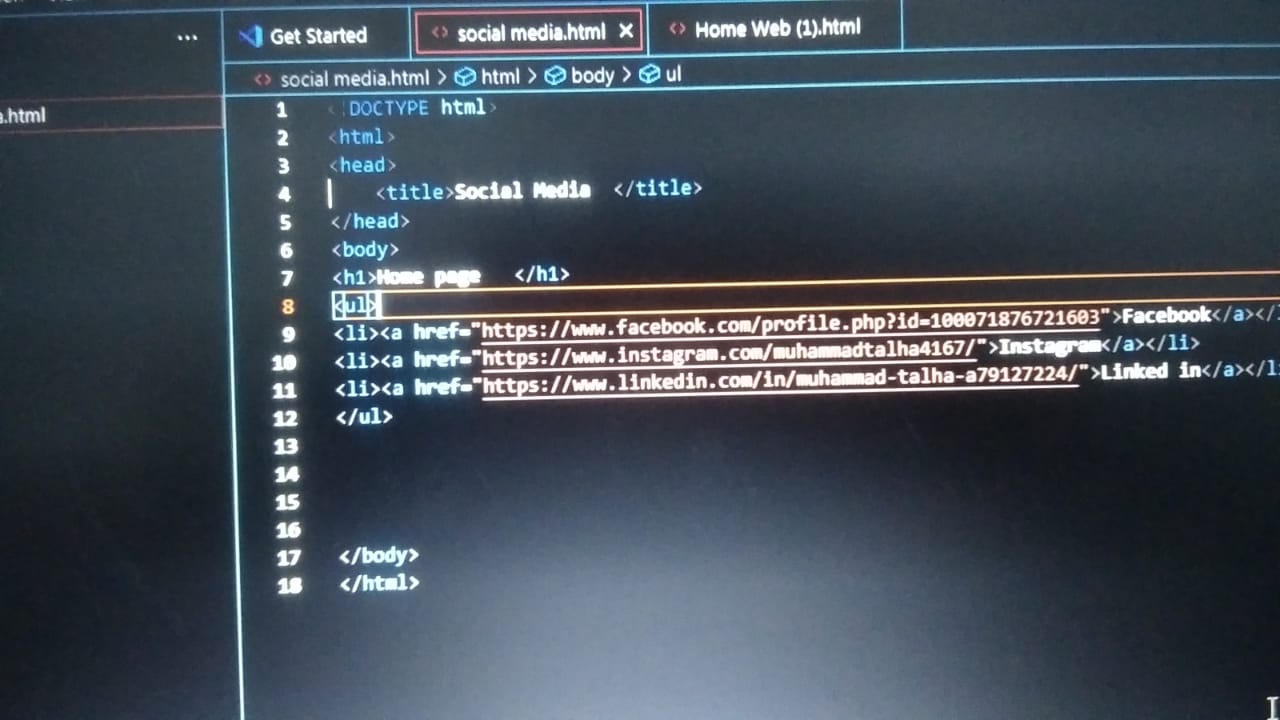 ... Get Started social media.html × Home Web (1).html
social media.html > html > body > ul
.html
1 <!DOCTYPE html>
2 <html>
3 <head>
4 <title>Social Media </title>
5 </head>
6 <body>
7 <h1>Home page </h1>
8 <ul>
9 <li><a href="https://www.facebook.com/profile.php?id=100071876721603">Facebook</a></
10 <li><a href="https://www.instagram.com/muhammadtalha4167/">Instagram</a></li>
11 <li><a href="https://www.linkedin.com/in/muhammad-talha-a79127224/">Linked in</a></l
12 </ul>
13
14
15
16
17 </body>
18 </html>